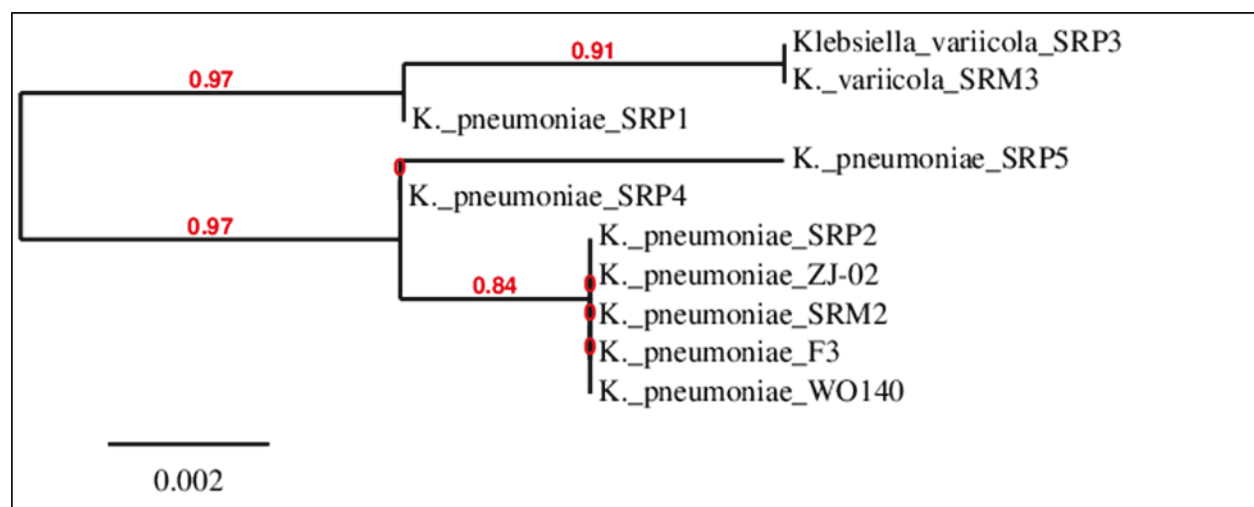 0.91
Klebsiella_variicola_SRP3
0.97
K._variicola_SRM3
K._pneumoniae_SRP1
0
K._pneumoniae_SRP5
K._pneumoniae_SRP4
0.97
K._pneumoniae_SRP2
0.84
0
K._pneumoniae_ZJ-02
0
K._pneumoniae_SRM2
0
K._pneumoniae_F3
K._pneumoniae_WO140
0.002